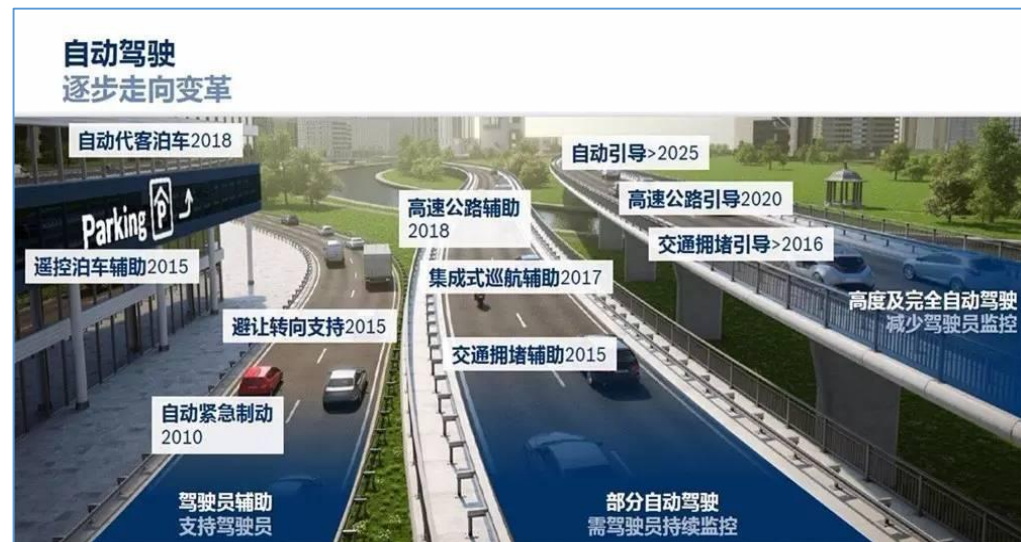 自动驾驶
逐步走向变革
自动代客泊车2018
Parking P
遥控泊车辅助2015
避让转向支持2015
自动紧急制动
2010
驾驶员辅助
支持驾驶员
高速公路辅助
2018
集成式巡航辅助2017
交通拥堵辅助2015
部分自动驾驶
需驾驶员持续监控
自动引导>2025
高速公路引导2020
交通拥堵引导>2016
高度及完全自动驾驶
减少驾驶员监控